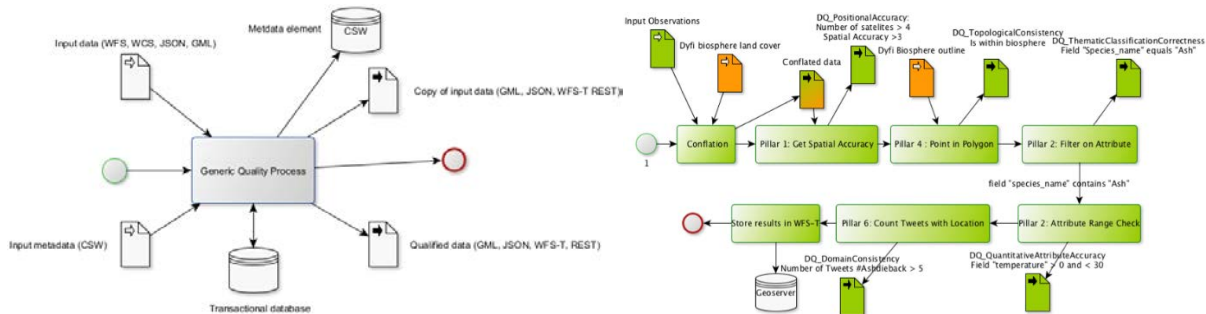 Metdata element
CSW
Input data (WFS, WCS, JSON, GML)
Copy of input data (GML, JSON, WFS-T REST))
Generic Quality Process
Input metadata (CSW)
Qualified data (GML, JSON, WFS-T, REST)
Transactional database
Input Observations
Dyfi biosphere land cover
Conflated data
DQ_PositionalAccuracy:
Number of satelites > 4
Spatial Accuracy >3
Dyfi Biosphere outline
DQ_TopologicalConsistency
Is within biosphere
DQ_ThematicClassificationCorrectness
Field "Species_name" equals "Ash"
1
Conflation
Pillar 1: Get Spatial Accuracy
Pillar 4 : Point in Polygon
Pillar 2: Filter on Attribute
field "species_name" contains "Ash"
Store results in WFS-T
Pillar 6: Count Tweets with Location
Pillar 2: Attribute Range Check
DQ_DomainConsistency
Number of Tweets #Ashdieback > 5
DQ_QuantitativeAttributeAccuracy
Field "temperature" > 0 and < 30
Geoserver